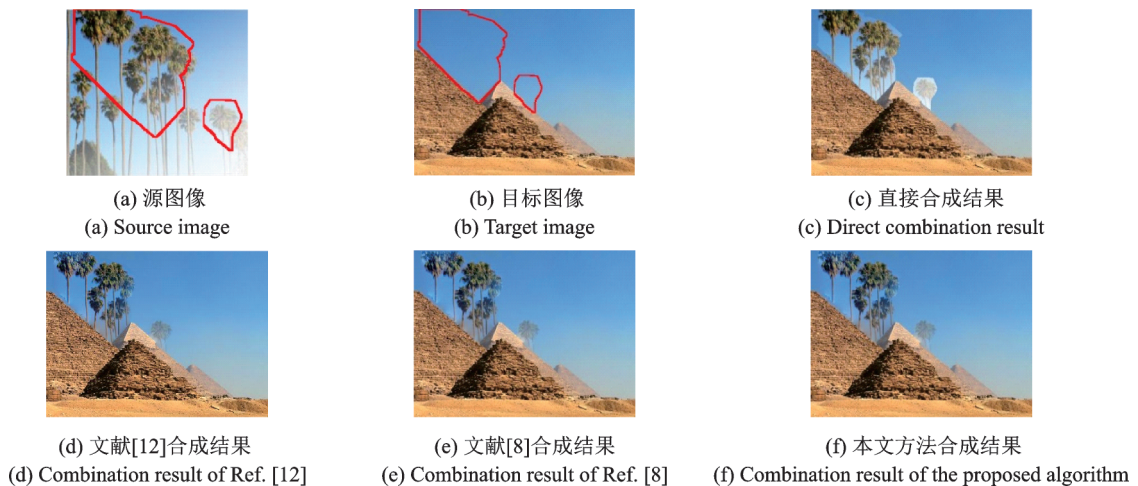 (a) 源图像
(a) Source image
(b) 目标图像
(b) Target image
(c) 直接合成结果
(c) Direct combination result
(d) 文献[12]合成结果
(d) Combination result of Ref. [12]
(e) 文献[8]合成结果
(e) Combination result of Ref. [8]
(f) 本文方法合成结果
(f) Combination result of the proposed algorithm